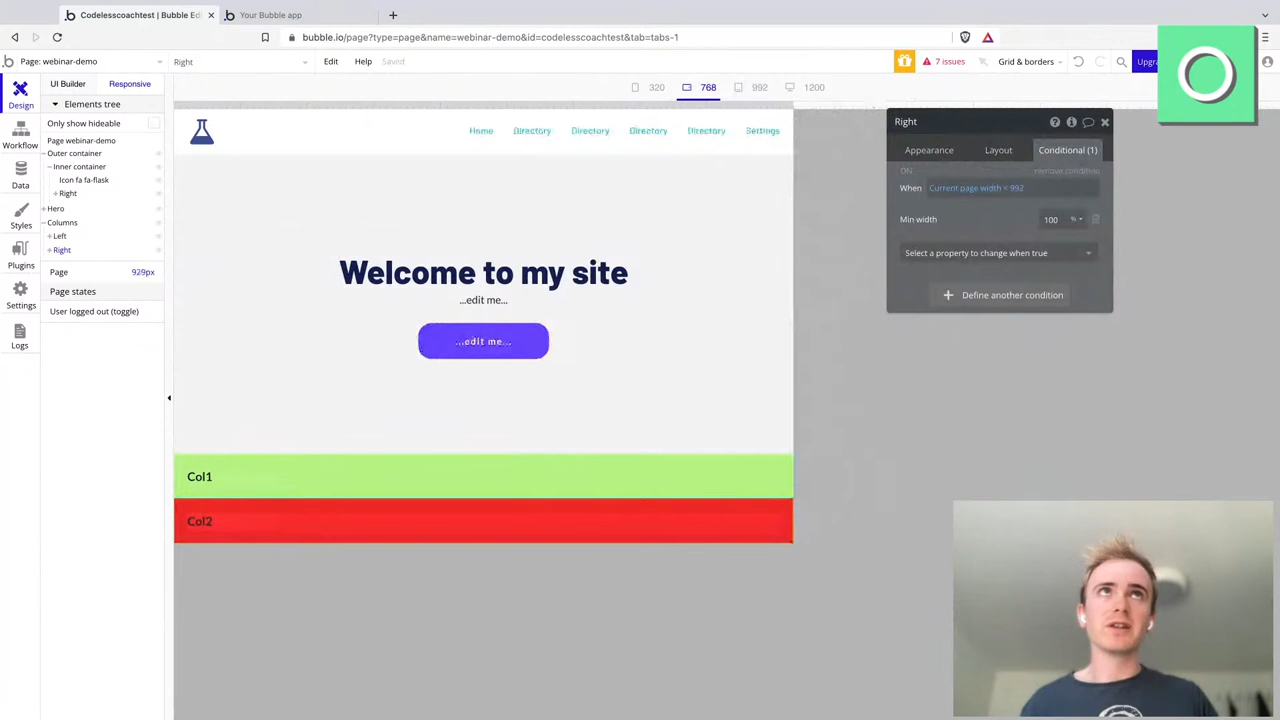 Codelesscoachtest | Bubble Edi
Your Bubble app
bubble.io/page?type=page&name=webinar-demo&id=codelesscoachtest&tab=tabs-1
Page: webinar-demo
Right
Edit
Help
Saved
7 issues
Grid & borders
Upgra
Design
Workflow
Data
Styles
Plugins
Settings
Logs
UI Builder
Responsive
Elements tree
Only show hideable
Page webinar-demo
Outer container
Inner container
Icon fa fa-flask
Right
Hero
Columns
Left
Right
Page
929px
Page states
User logged out (toggle)
320
768
992
1200
Home
Directory
Directory
Directory
Directory
Settings
Welcome to my site
...edit me...
...edit me...
Col1
Col2
Right
Appearance
Layout
Conditional (1)
ON
remove condition
When
Current page width < 992
Min width
100
%
Select a property to change when true
Define another condition